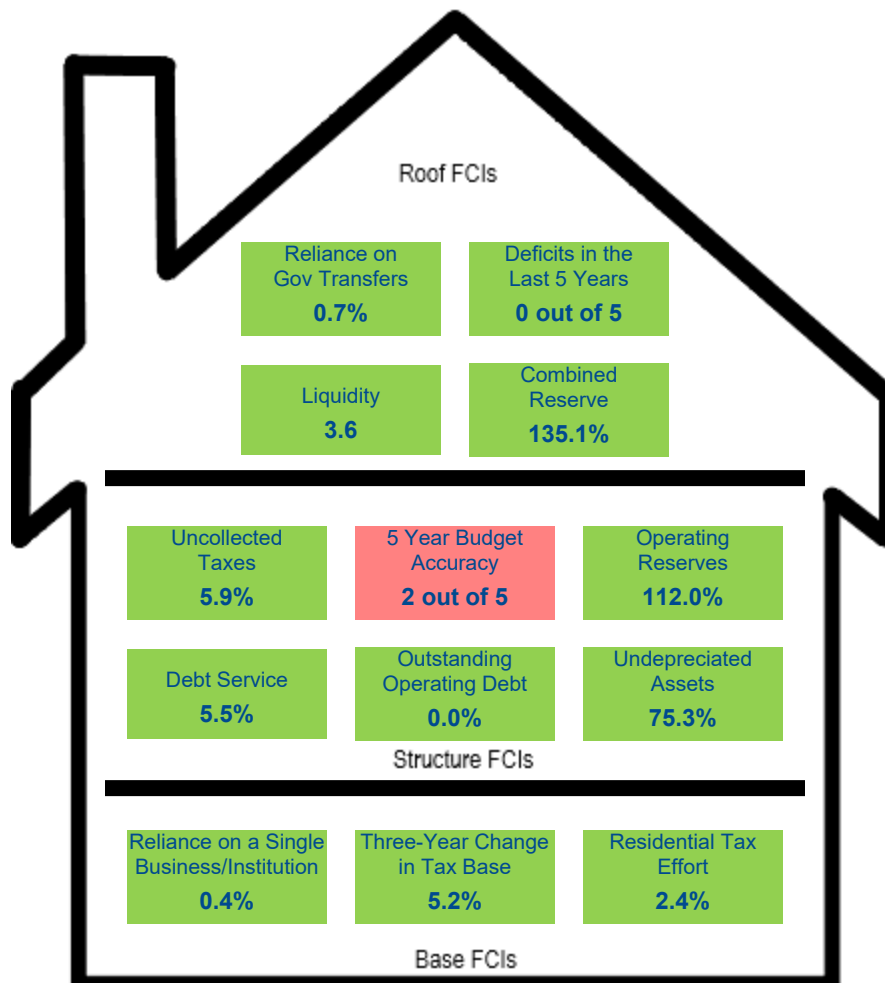 Roof FCIs
Reliance on
Gov Transfers
0.7%
Deficits in the
Last 5 Years
0 out of 5
Liquidity
3.6
Combined
Reserve
135.1%
Uncollected
Taxes
5.9%
5 Year Budget
Accuracy
2 out of 5
Operating
Reserves
112.0%
Debt Service
5.5%
Outstanding
Operating Debt
0.0%
Undepreciated
Assets
75.3%
Structure FCIs
Reliance on a Single
Business/Institution
0.4%
Three-Year Change
in Tax Base
5.2%
Residential Tax
Effort
2.4%
Base FCIs